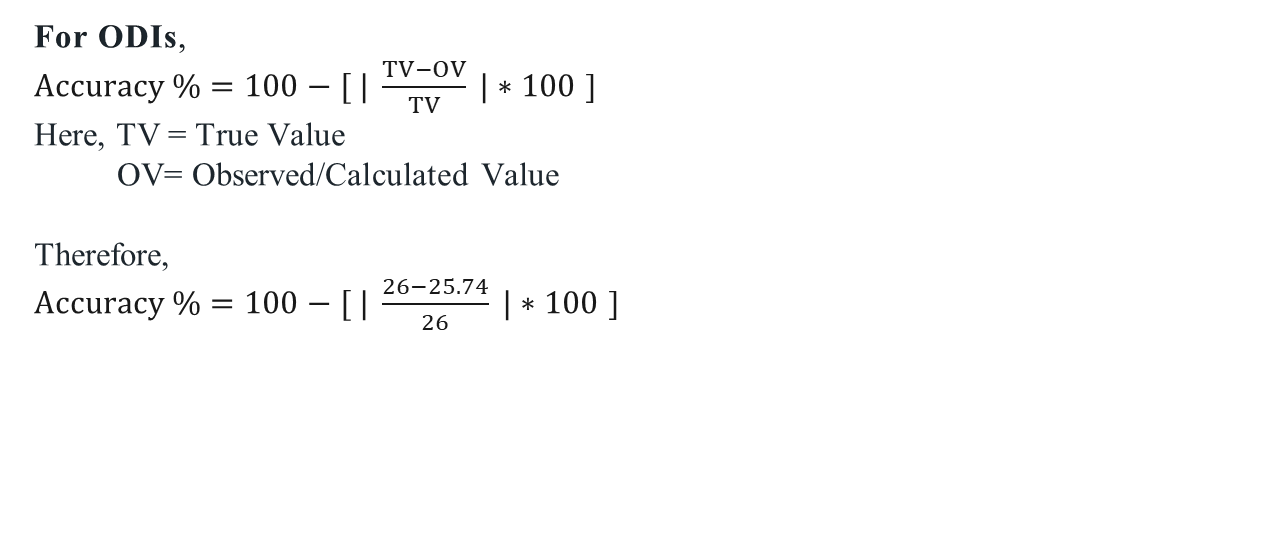 For ODIs,
Accuracy % = 100 − [ | TV−OV / TV | ∗ 100 ]
Here, TV = True Value
OV= Observed/Calculated Value
Therefore,
Accuracy % = 100 − [ | 26−25.74 / 26 | ∗ 100 ]